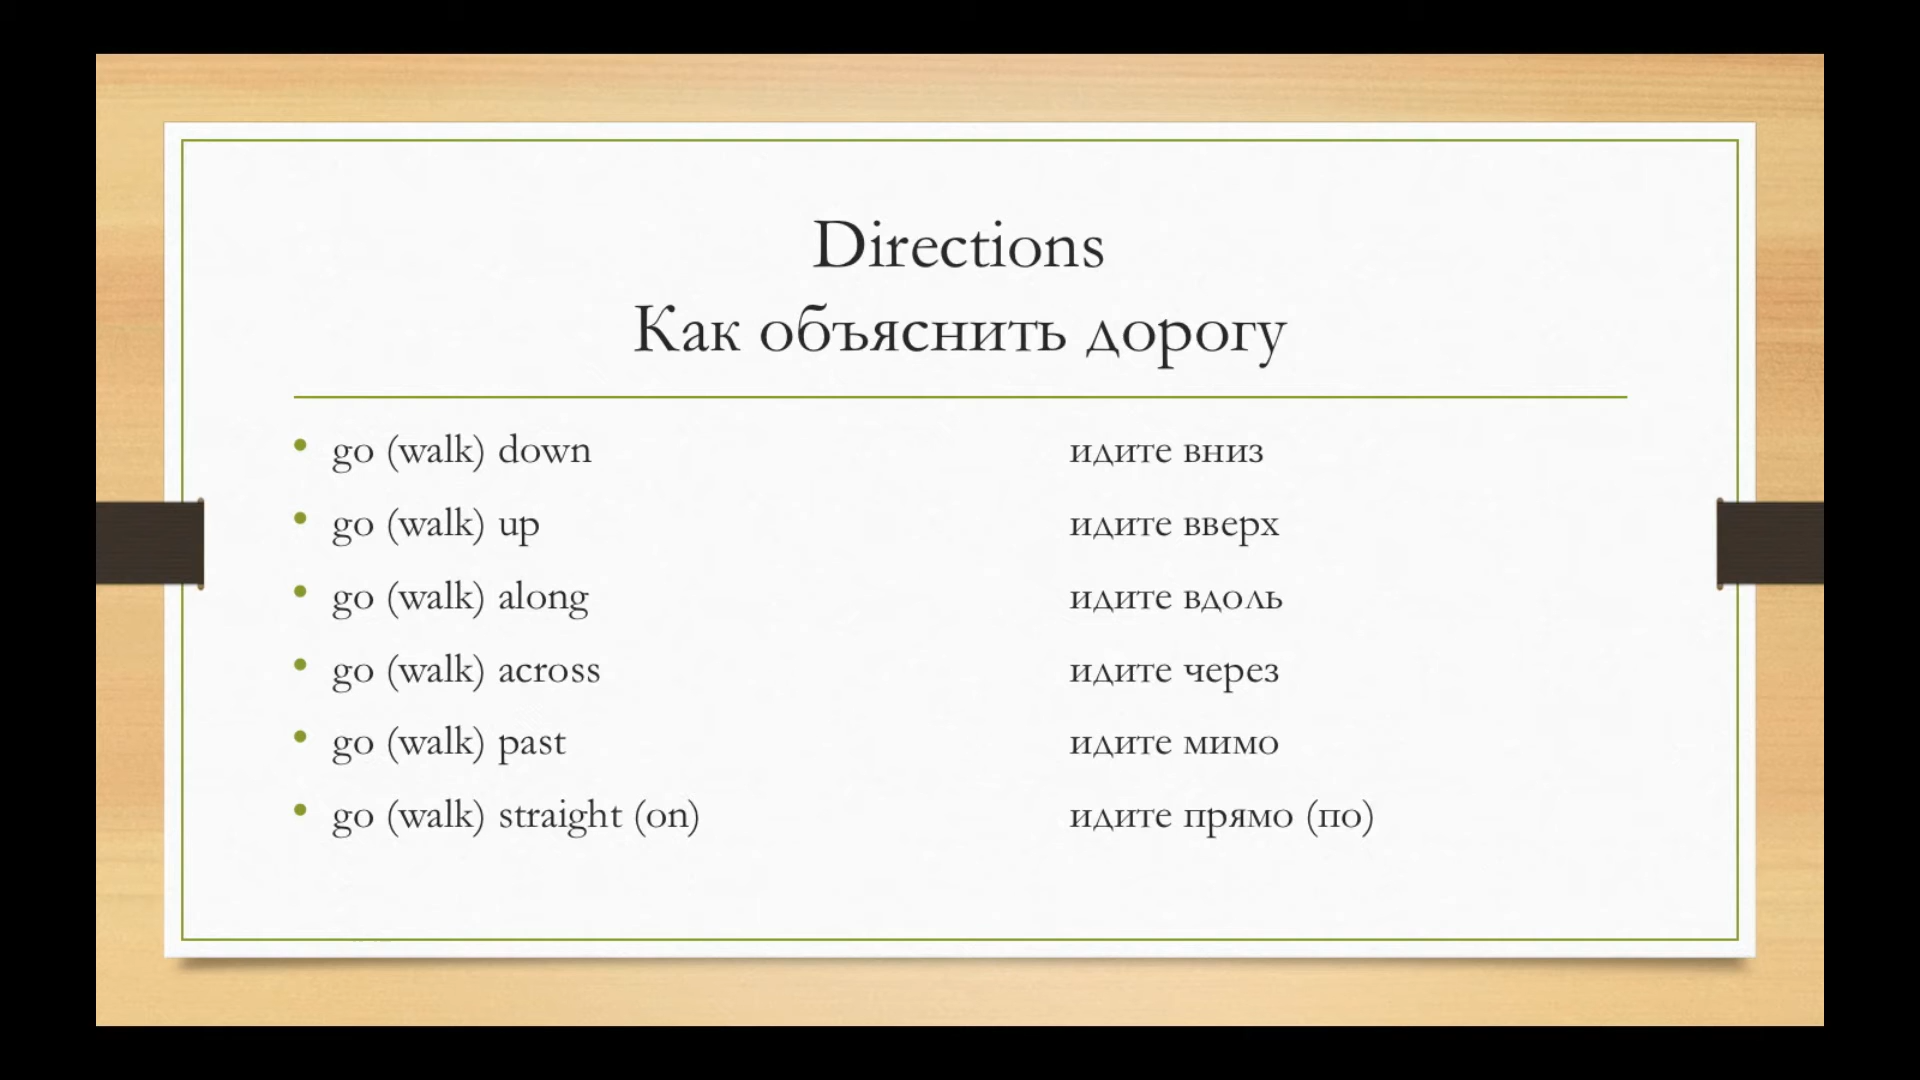 Directions
Как объяснить дорогу
• go (walk) down идите вниз
• go (walk) up идите вверх
• go (walk) along идите вдоль
• go (walk) across идите через
• go (walk) past идите мимо
• go (walk) straight (on) идите прямо (по)